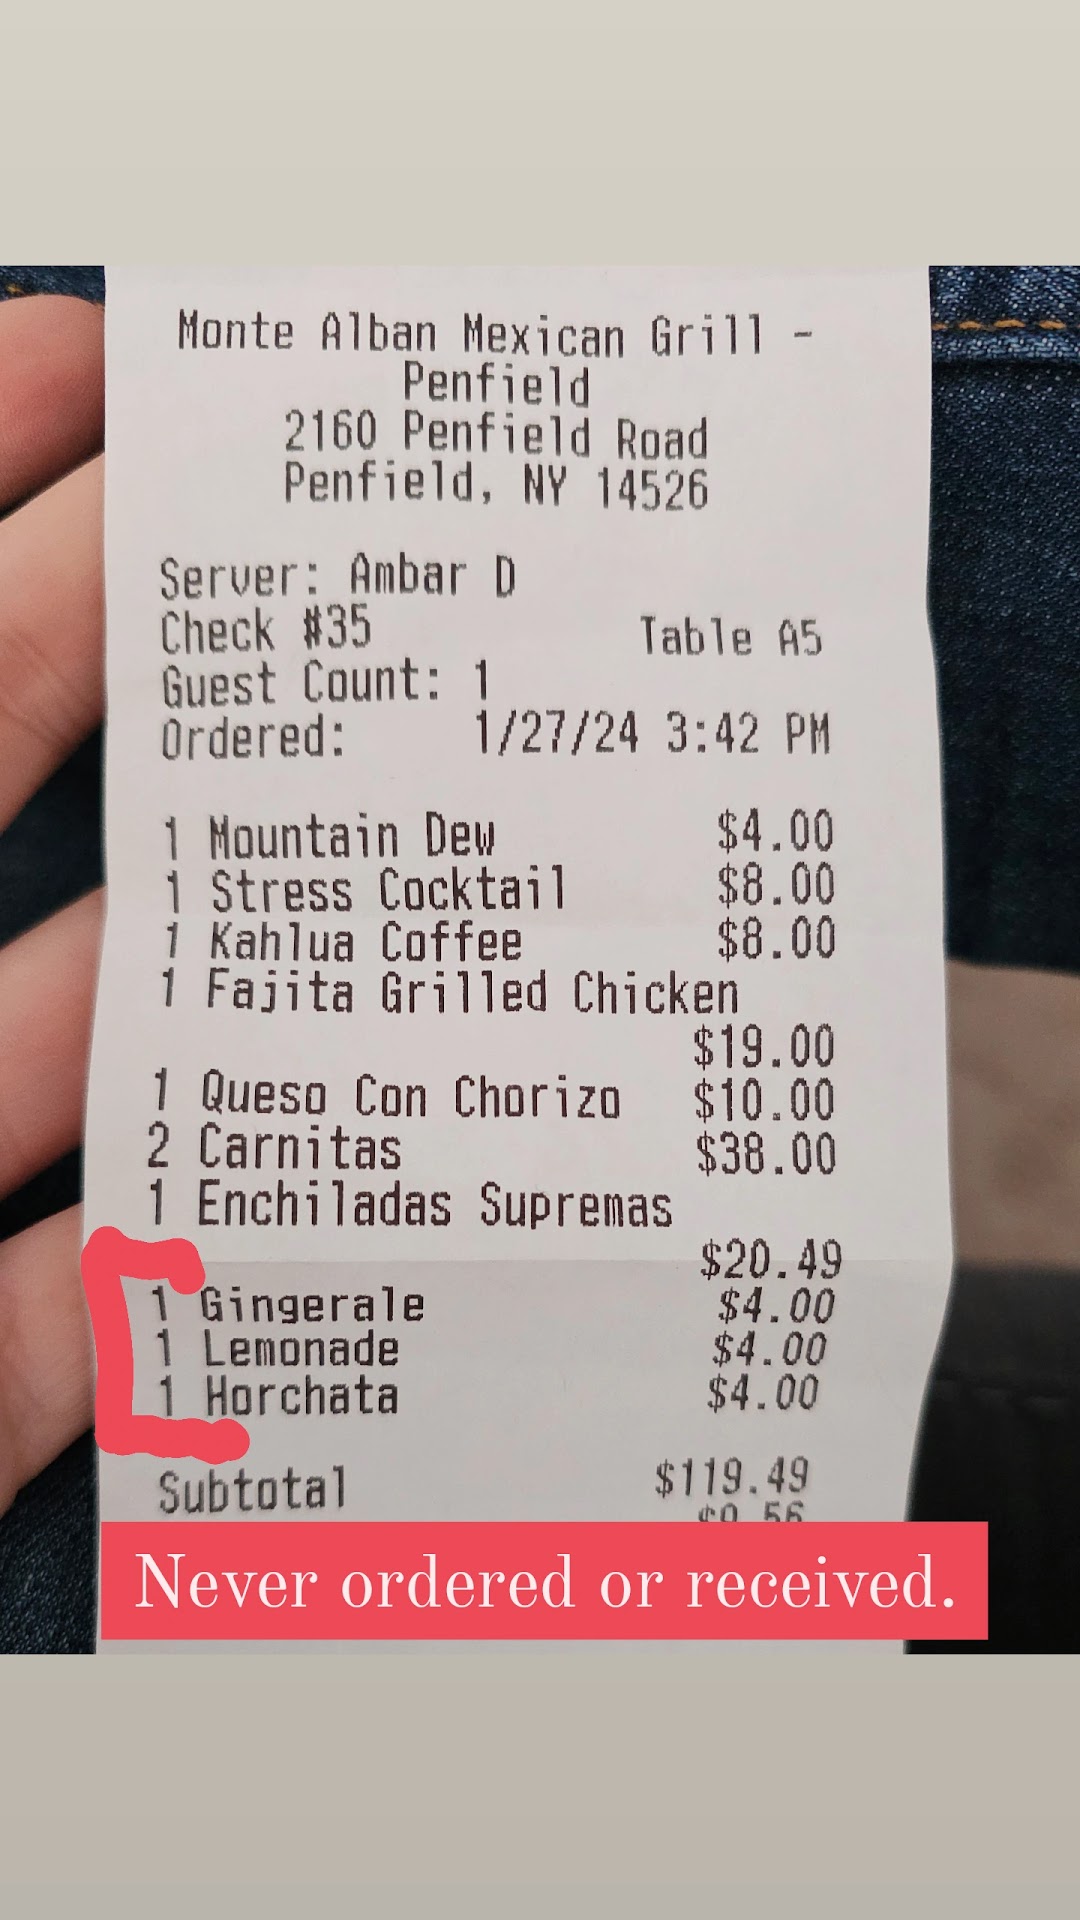 Monte Alban Mexican Grill -
Penfield
2160 Penfield Road
Penfield, NY 14526
Server: Ambar D
Check #35 Table A5
Guest Count: 1
Ordered: 1/27/24 3:42 PM
1 Mountain Dew $4.00
1 Stress Cocktail $8.00
1 Kahlua Coffee $8.00
1 Fajita Grilled Chicken
$19.00
1 Queso Con Chorizo $10.00
2 Carnitas $38.00
1 Enchiladas Supremas
$20.49
1 Gingerale $4.00
1 Lemonade $4.00
1 Horchata $4.00
Subtotal $119.49
Never ordered or received.